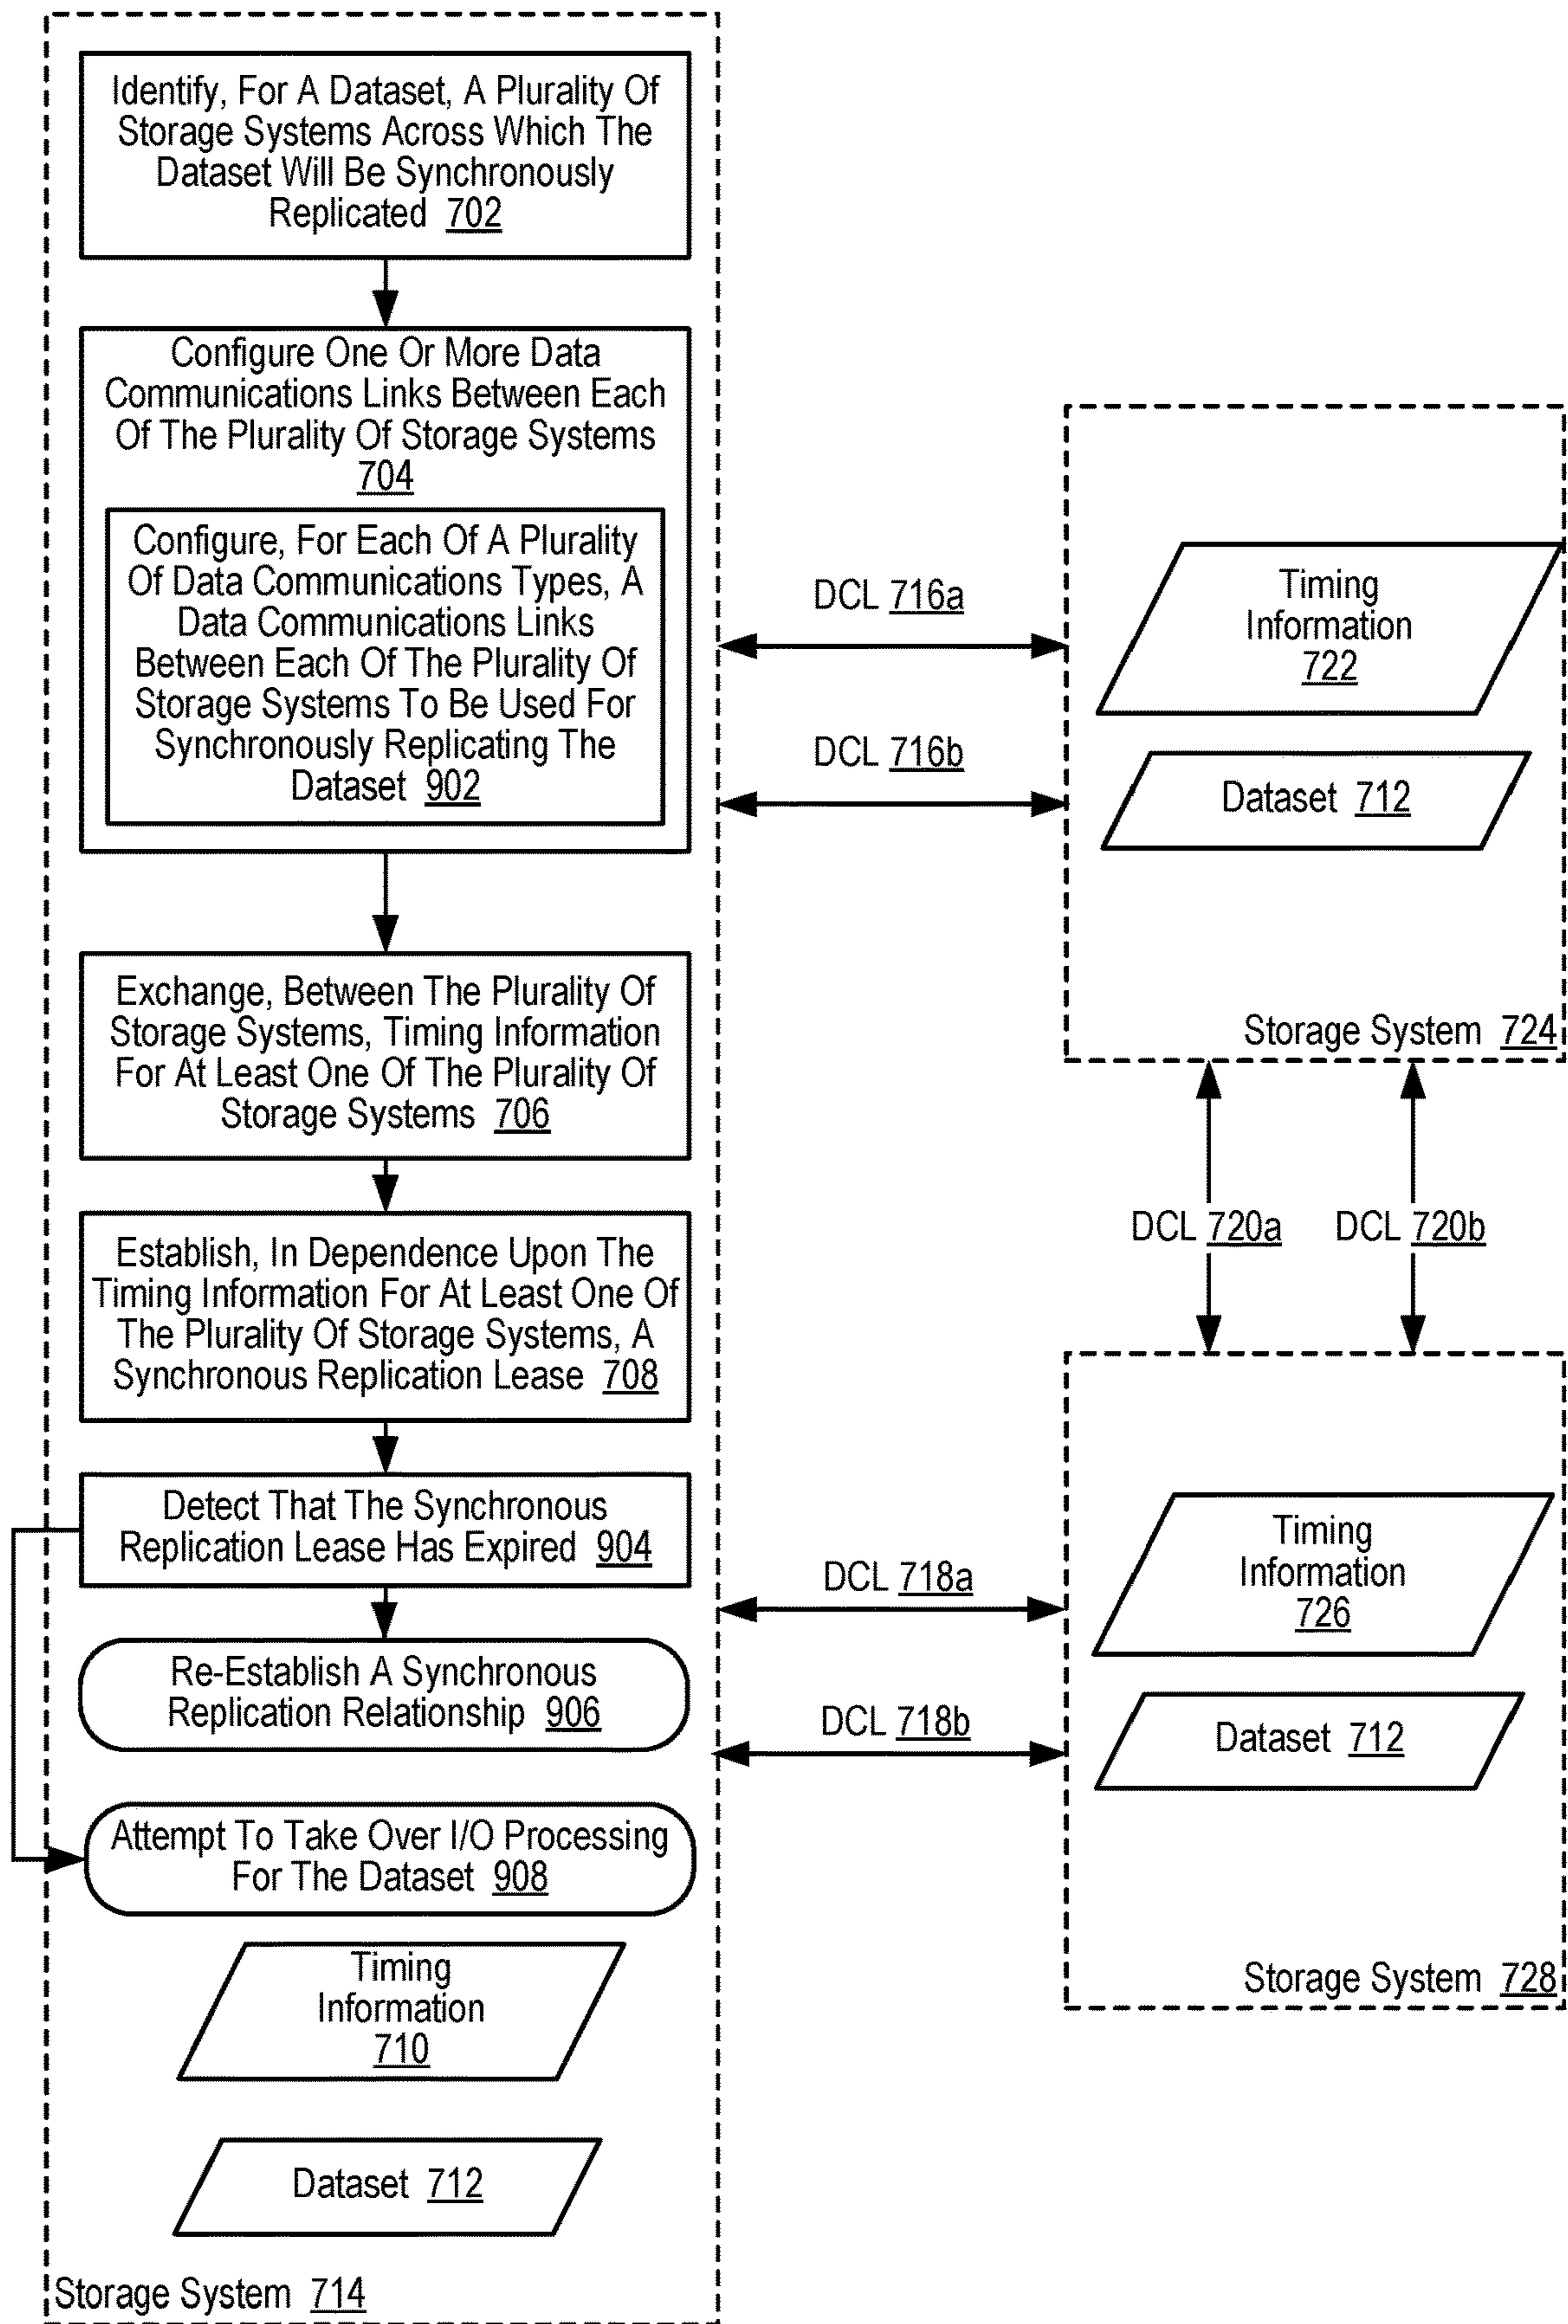 Identify, For A Dataset, A Plurality Of
Storage Systems Across Which The
Dataset Will Be Synchronously
Replicated 702
Configure One Or More Data
Communications Links Between Each
Of The Plurality Of Storage Systems
704
Configure, For Each Of A Plurality
Of Data Communications Types, A
Data Communications Links
Between Each Of The Plurality Of
Storage Systems To Be Used For
Synchronously Replicating The
Dataset 902
Exchange, Between The Plurality Of
Storage Systems, Timing Information
For At Least One Of The Plurality Of
Storage Systems 706
Establish, In Dependence Upon The
Timing Information For At Least One Of
The Plurality Of Storage Systems, A
Synchronous Replication Lease 708
Detect That The Synchronous
Replication Lease Has Expired 904
Re-Establish A Synchronous
Replication Relationship 906
Attempt To Take Over I/O Processing
For The Dataset 908
Timing
Information
710
Dataset 712
Storage System 714
DCL 716a
DCL 716b
Timing
Information
722
Dataset 712
Storage System 724
DCL 720a
DCL 720b
DCL 718a
DCL 718b
Timing
Information
726
Dataset 712
Storage System 728